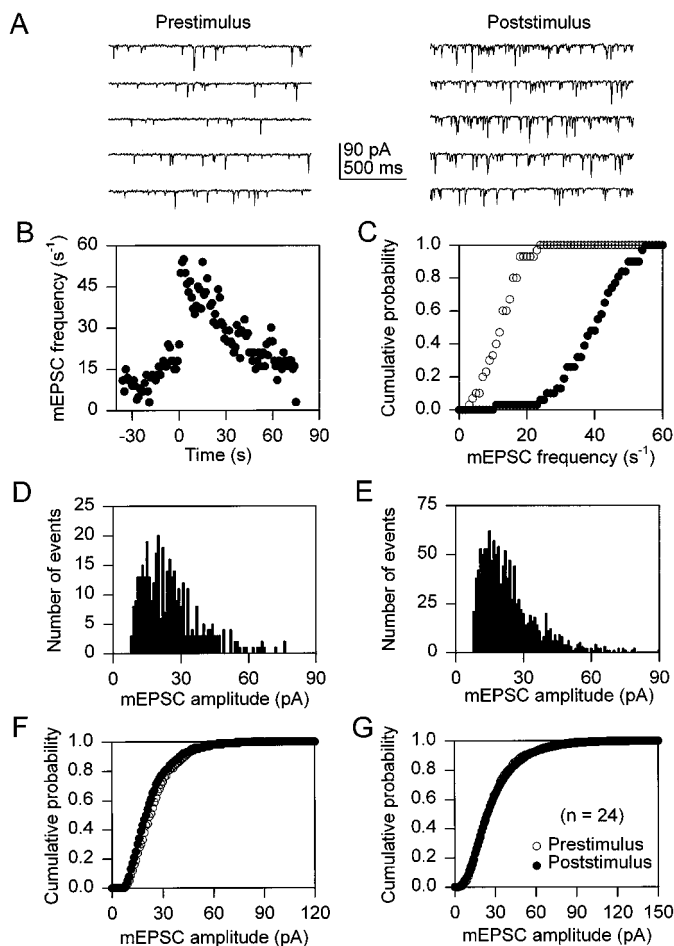 A
Prestimulus
Poststimulus
90 pA
500 ms
B
mEPSC frequency (s⁻¹)
60
45
30
15
0
-30 0 30 60 90
Time (s)
C
Cumulative probability
1.0
0.8
0.6
0.4
0.2
0.0
0 20 40 60
mEPSC frequency (s⁻¹)
D
Number of events
25
20
15
10
5
0
0 30 60 90
mEPSC amplitude (pA)
E
Number of events
75
50
25
0
0 30 60 90
mEPSC amplitude (pA)
F
Cumulative probability
1.0
0.8
0.6
0.4
0.2
0.0
0 30 60 90 120
mEPSC amplitude (pA)
G
Cumulative probability
1.0
0.8
0.6
0.4
0.2
0.0
(n = 24)
Prestimulus
Poststimulus
0 30 60 90 120 150
mEPSC amplitude (pA)